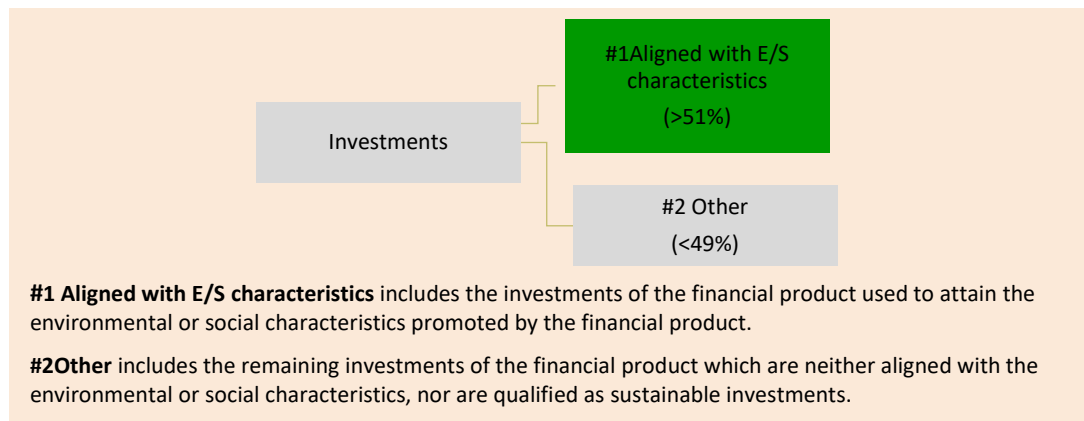 #1Aligned with E/S
characteristics
(>51%)
Investments
#2 Other
(<49%)
#1 Aligned with E/S characteristics includes the investments of the financial product used to attain the
environmental or social characteristics promoted by the financial product.
#2Other includes the remaining investments of the financial product which are neither aligned with the
environmental or social characteristics, nor are qualified as sustainable investments.